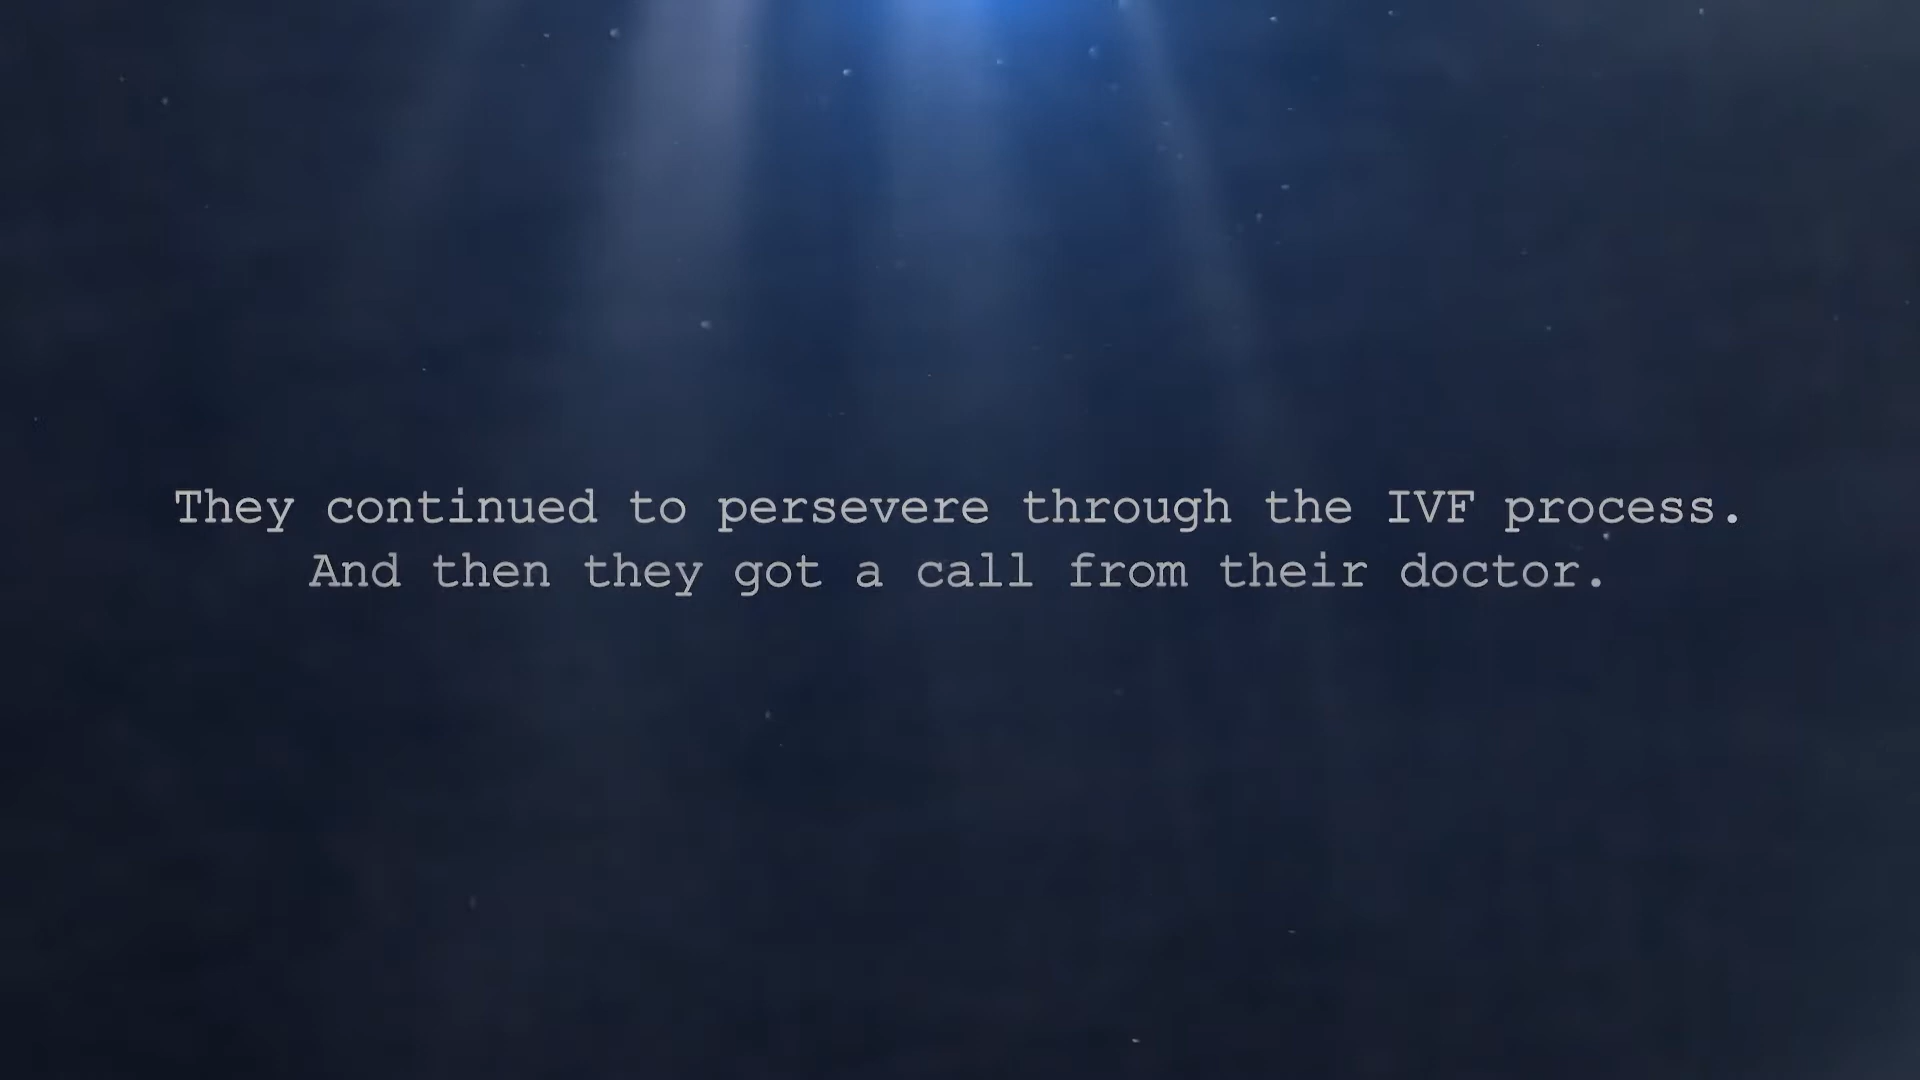 They continued to persevere through the IVF process.
And then they got a call from their doctor.